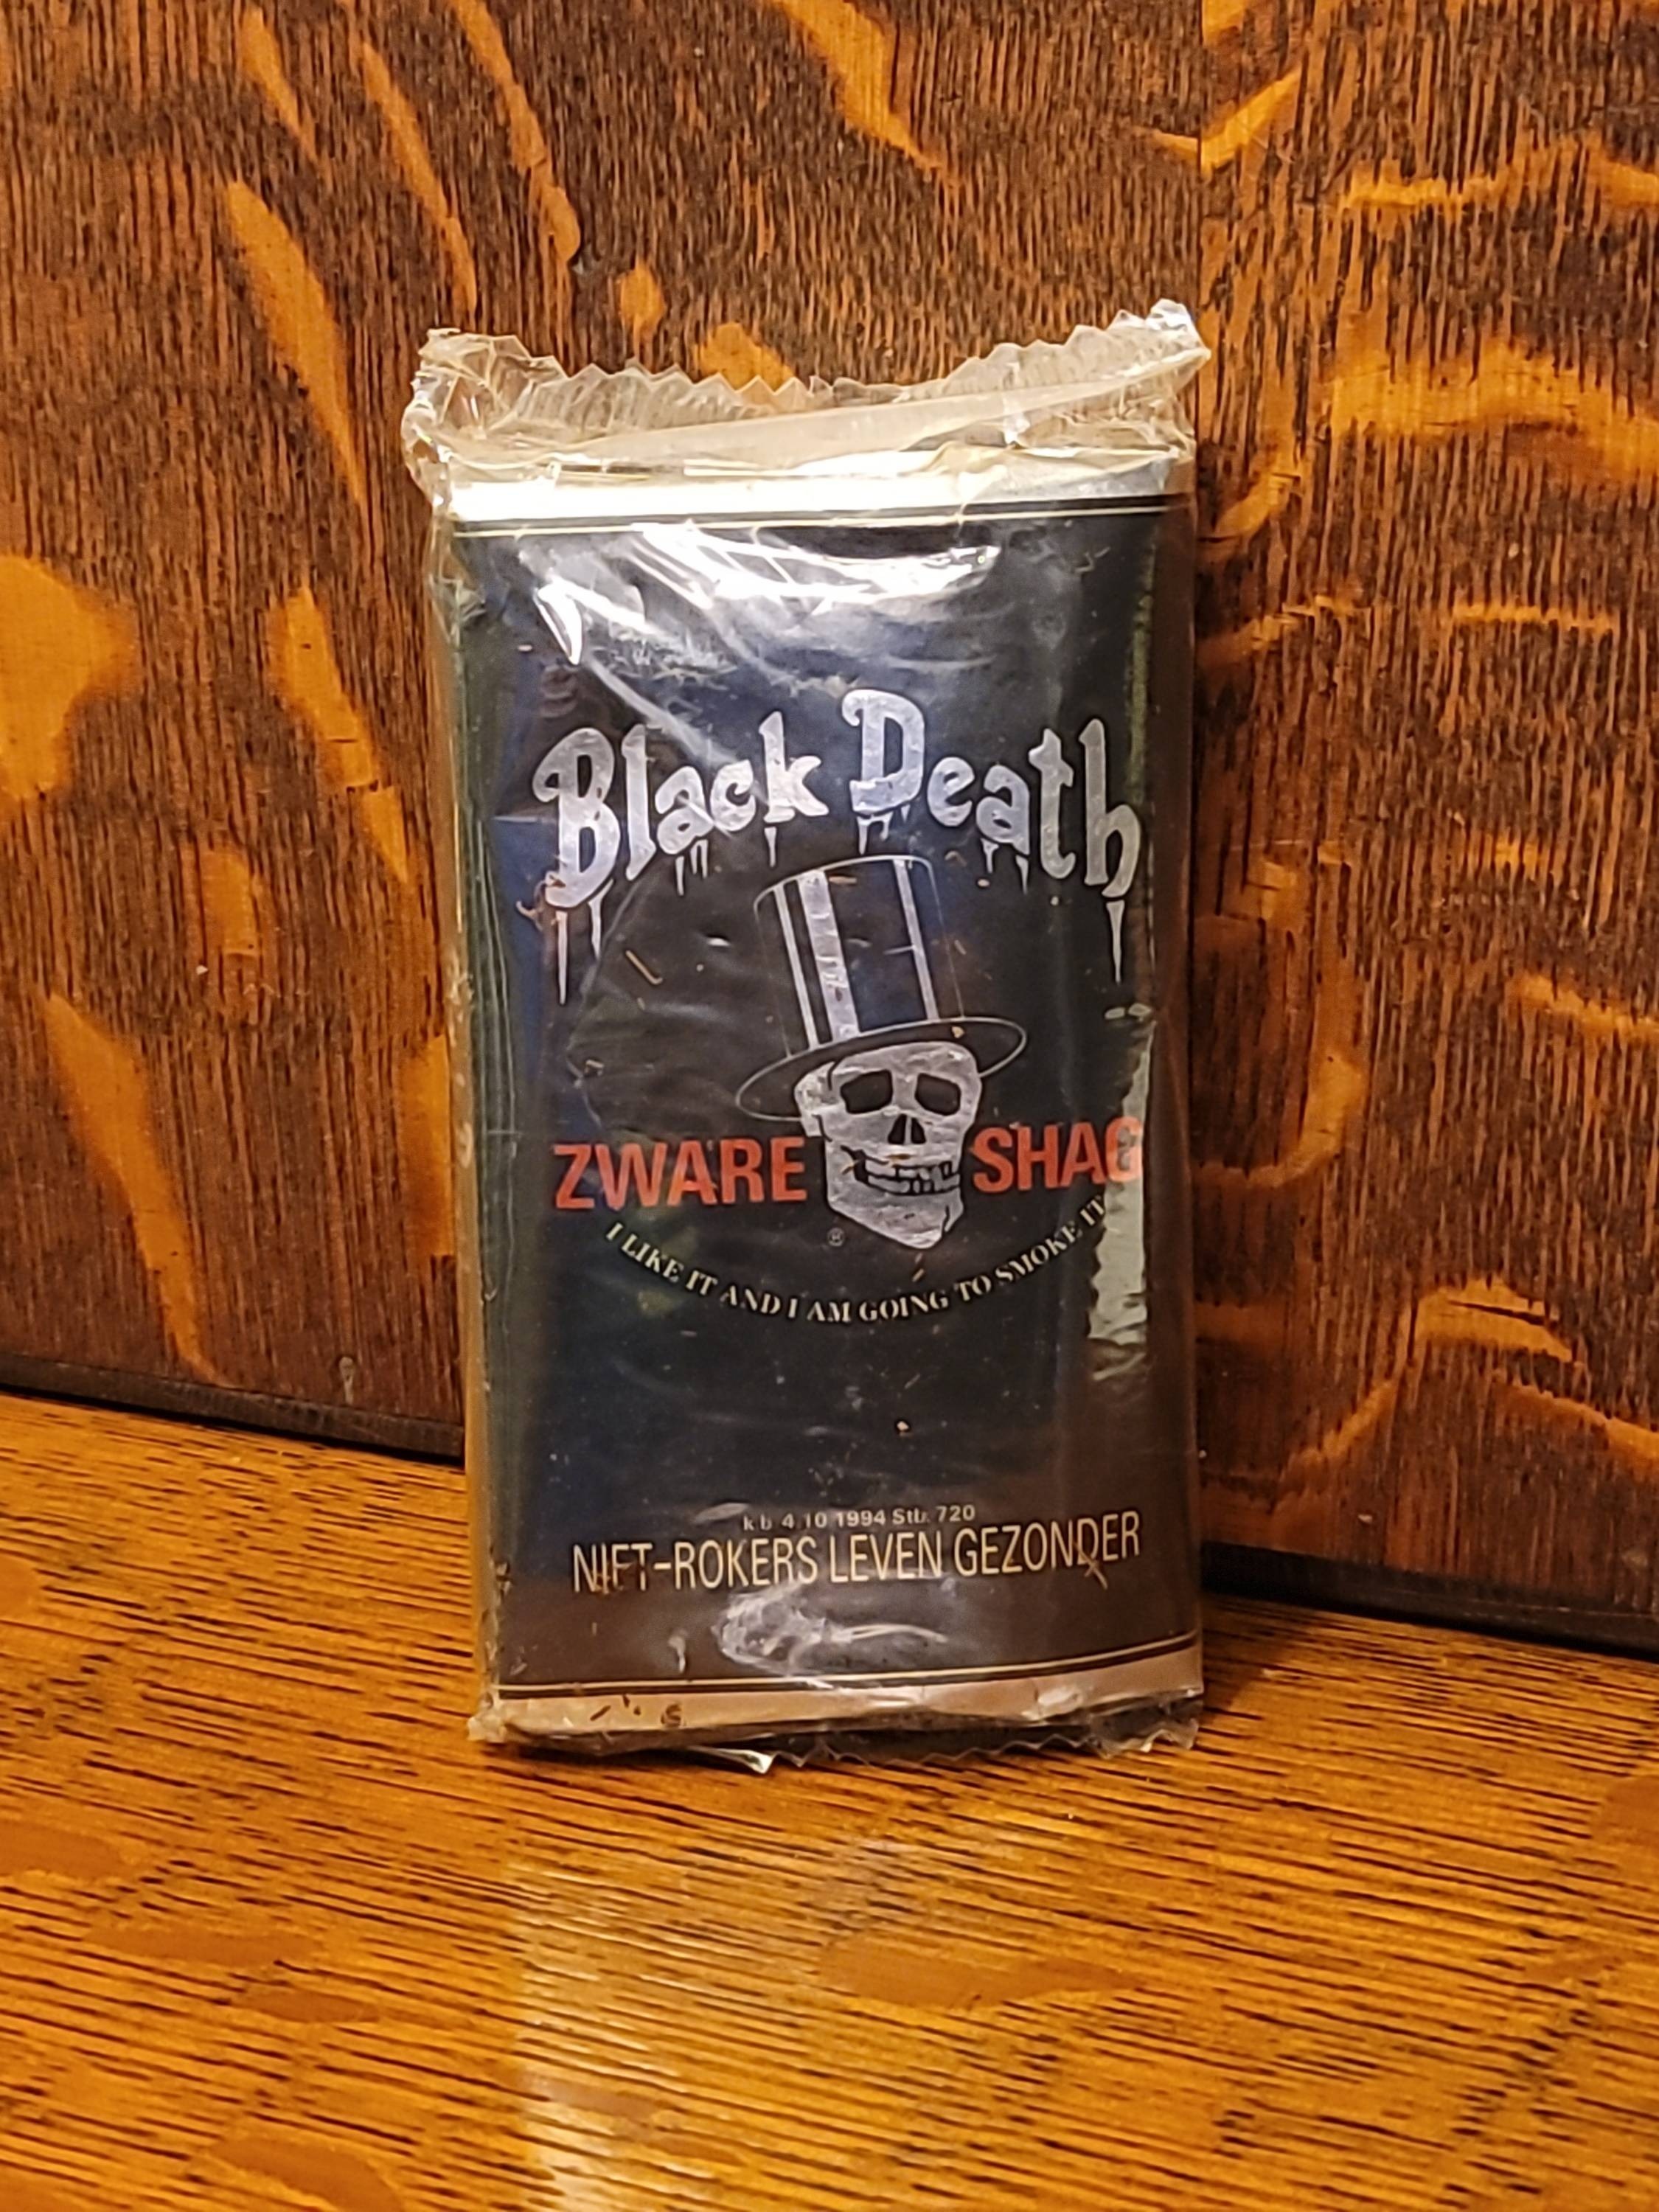 Black Death
ZWARE SHAG
®
I LIKE IT AND I AM GOING TO SMOKE IT
kb 4.10 1994 Stb. 720
NIET-ROKERS LEVEN GEZONDER